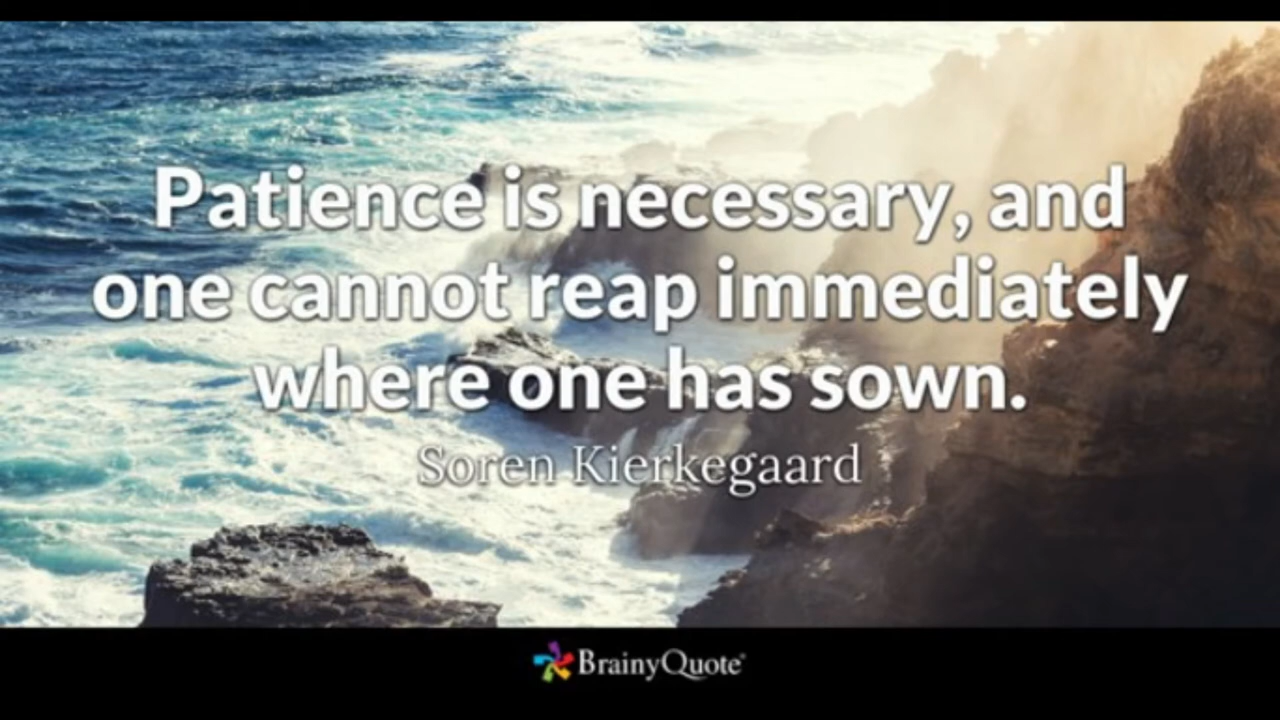 Patience is necessary, and
one cannot reap immediately
where one has sown.
Soren Kierkegaard
BrainyQuote®